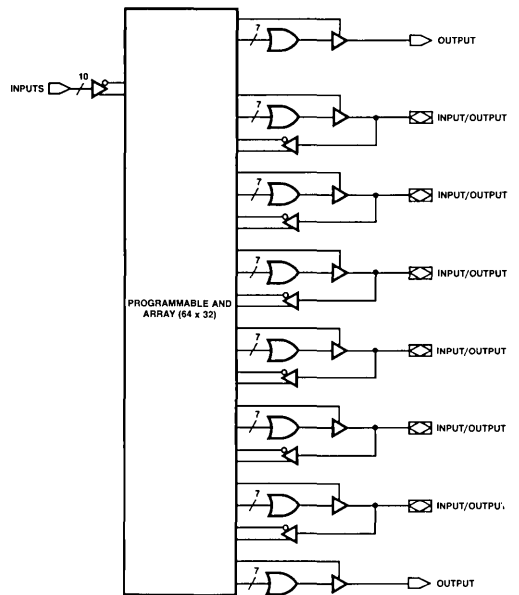 7
OUTPUT
10
INPUTS
7
INPUT/OUTPUT
7
INPUT/OUTPUT
7
INPUT/OUTPUT
PROGRAMMABLE AND
ARRAY (64 x 32)
7
INPUT/OUTPUT
7
INPUT/OUTPUT
7
INPUT/OUTPU
7
OUTPUT